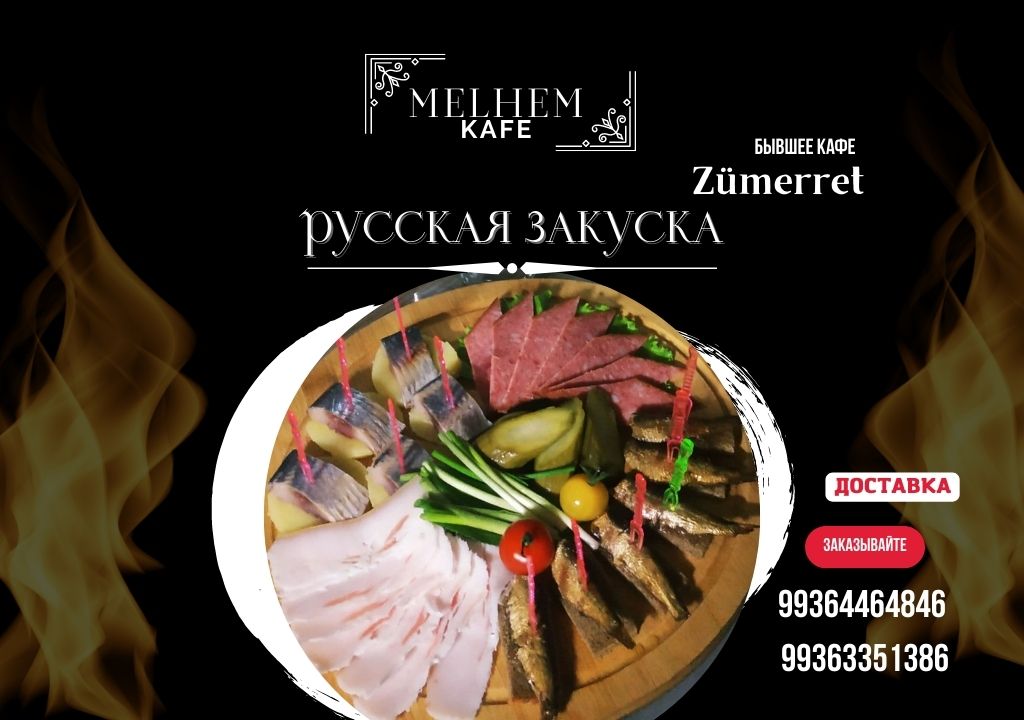 MELHEM
KAFE
БЫВШЕЕ КАФЕ
Zümerret
РУССКАЯ ЗАКУСКА
ДОСТАВКА
ЗАКАЗЫВАЙТЕ
99364464846
99363351386